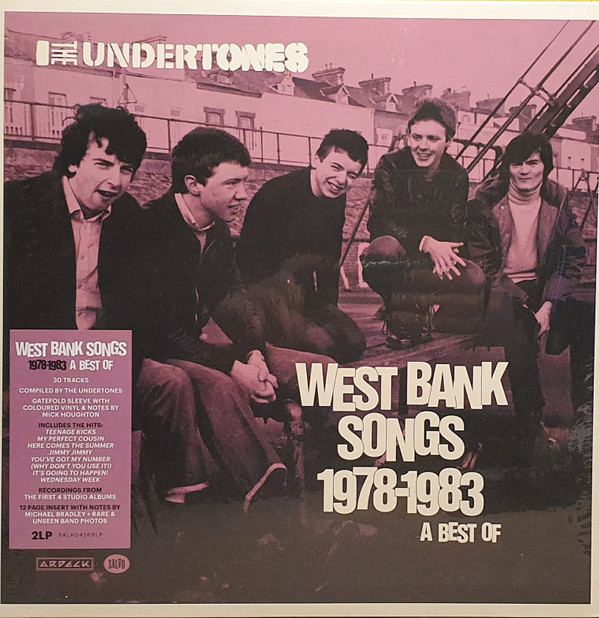 THE UNDERTONES
WEST BANK SONGS
1978-1983 A BEST OF
30 TRACKS
COMPILED BY THE UNDERTONES
GATEFOLD SLEEVE WITH
COLOURED VINYL & NOTES BY
MICK HOUGHTON
INCLUDES THE HITS:
TEENAGE KICKS
MY PERFECT COUSIN
HERE COMES THE SUMMER
JIMMY JIMMY
YOU'VE GOT MY NUMBER
(WHY DON'T YOU USE IT!)
IT'S GOING TO HAPPEN!
WEDNESDAY WEEK
RECORDINGS FROM
THE FIRST 4 STUDIO ALBUMS
12 PAGE INSERT WITH NOTES BY
MICHAEL BRADLEY + RARE &
UNSEEN BAND PHOTOS
2LP SALVO426DLP
ARDECK SALVO
WEST BANK
SONGS
1978-1983
A BEST OF